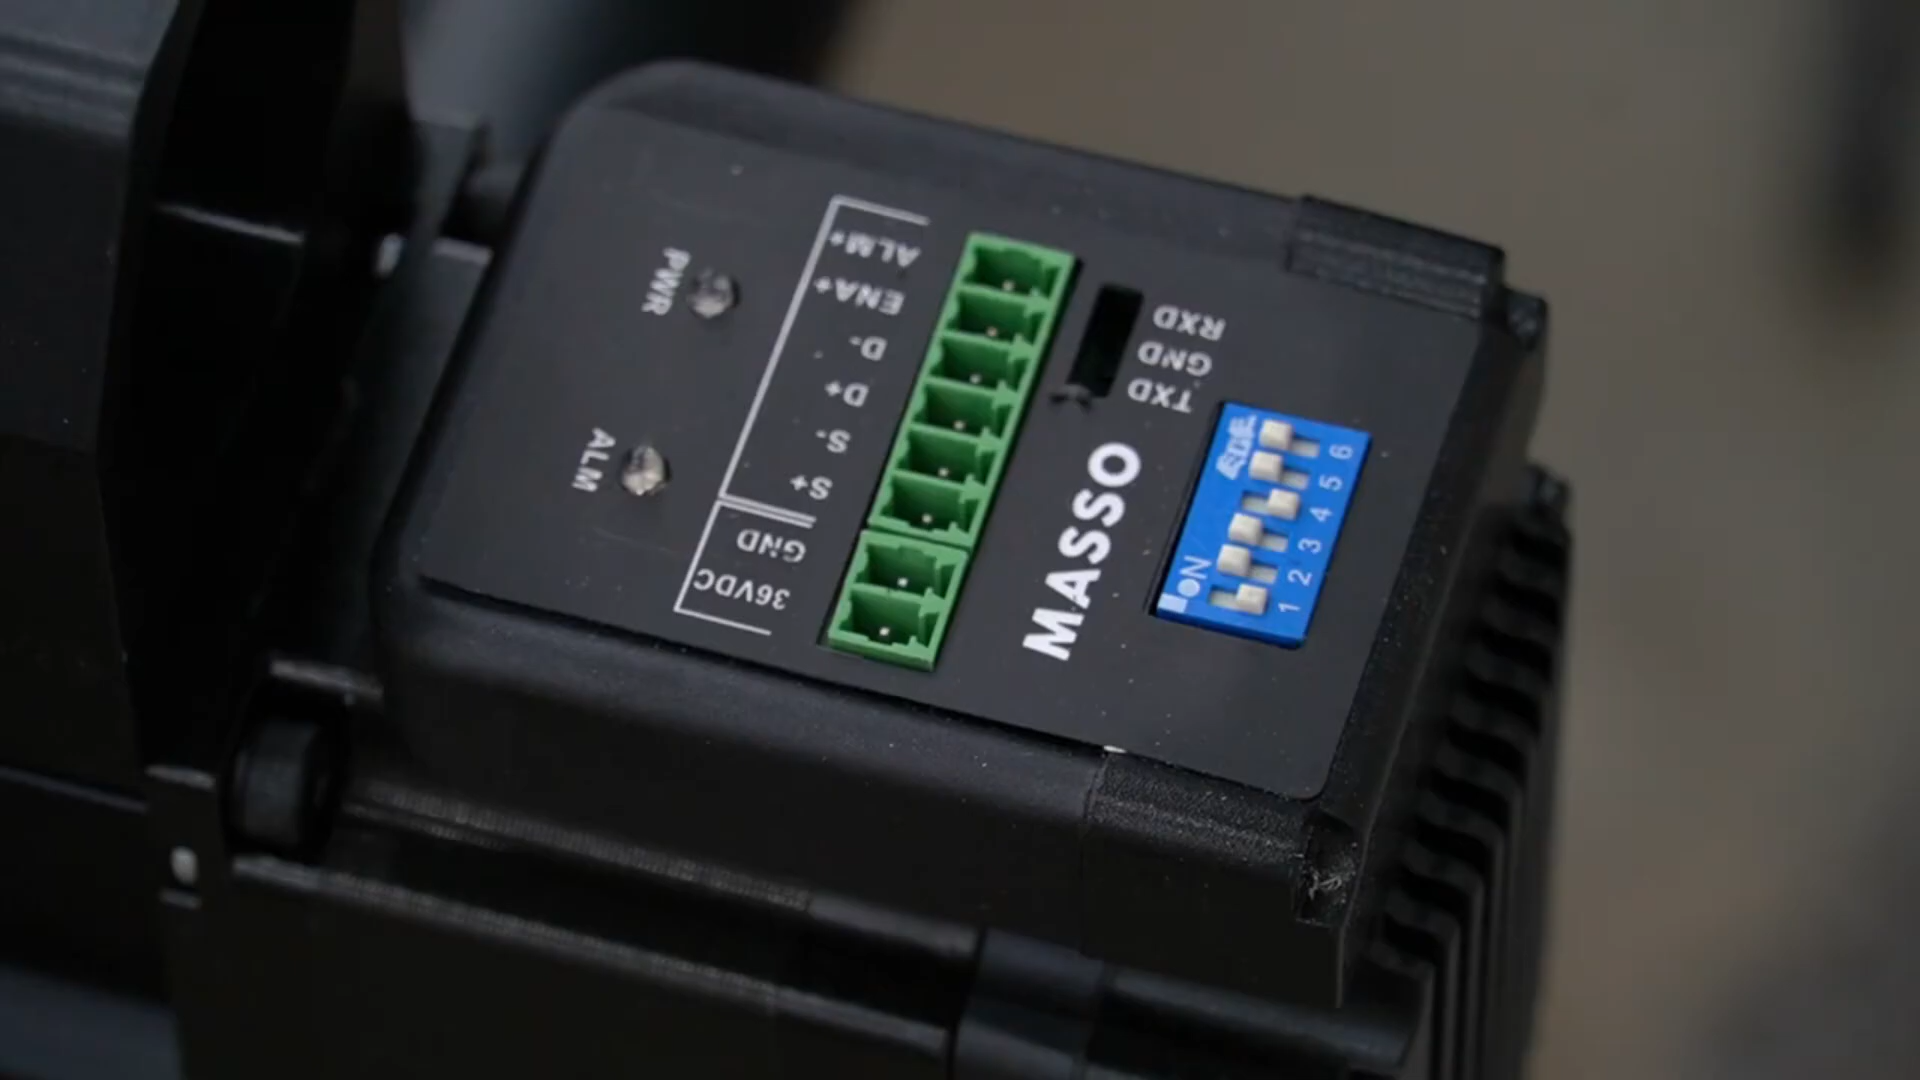 PWR
ALM
ALM+
ENA+
D-
D+
S-
S+
GND
36VDC
RXD
GND
TXD
MASSO
ON
1 2 3 4 5 6